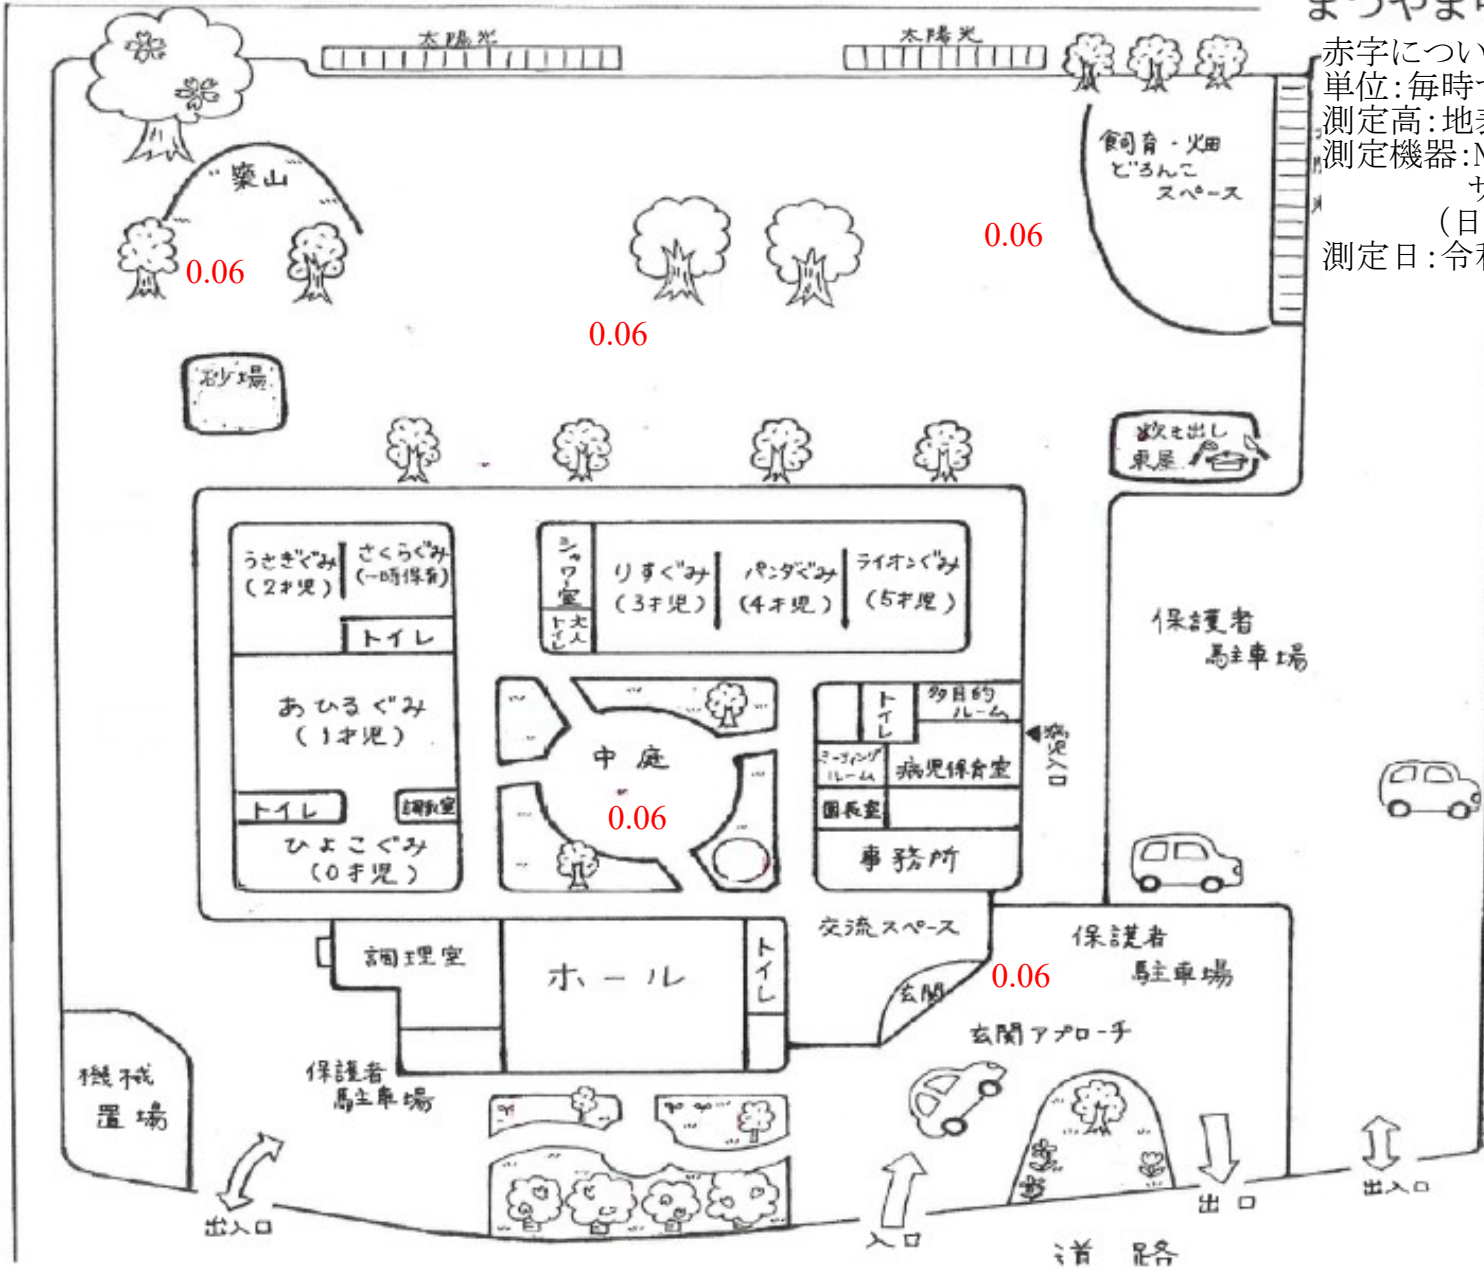 太陽光
太陽光
赤字につい
単位:毎時
測定高:地表
測定機器:
(日
測定日:令和
築山
飼育・畑
どろんこ
スペース
0.06
0.06
0.06
砂場
炊き出し
東屋
うさぎぐみ
(2才児)
さくらぐみ
(一時保育)
トイレ
シャワー室
大人
トイレ
りすぐみ
(3才児)
パンダぐみ
(4才児)
ライオンぐみ
(5才児)
保護者
駐車場
あひるぐみ
(1才児)
中庭
0.06
トイレ
多目的
ルーム
ミーティング
ルーム
病児保育室
病児入口
園長室
事務所
トイレ
調乳室
ひよこぐみ
(0才児)
調理室
ホール
トイレ
交流スペース
玄関
0.06
保護者
駐車場
玄関アプローチ
機械
置場
保護者
駐車場
出入口
入口
出口
出入口
道路